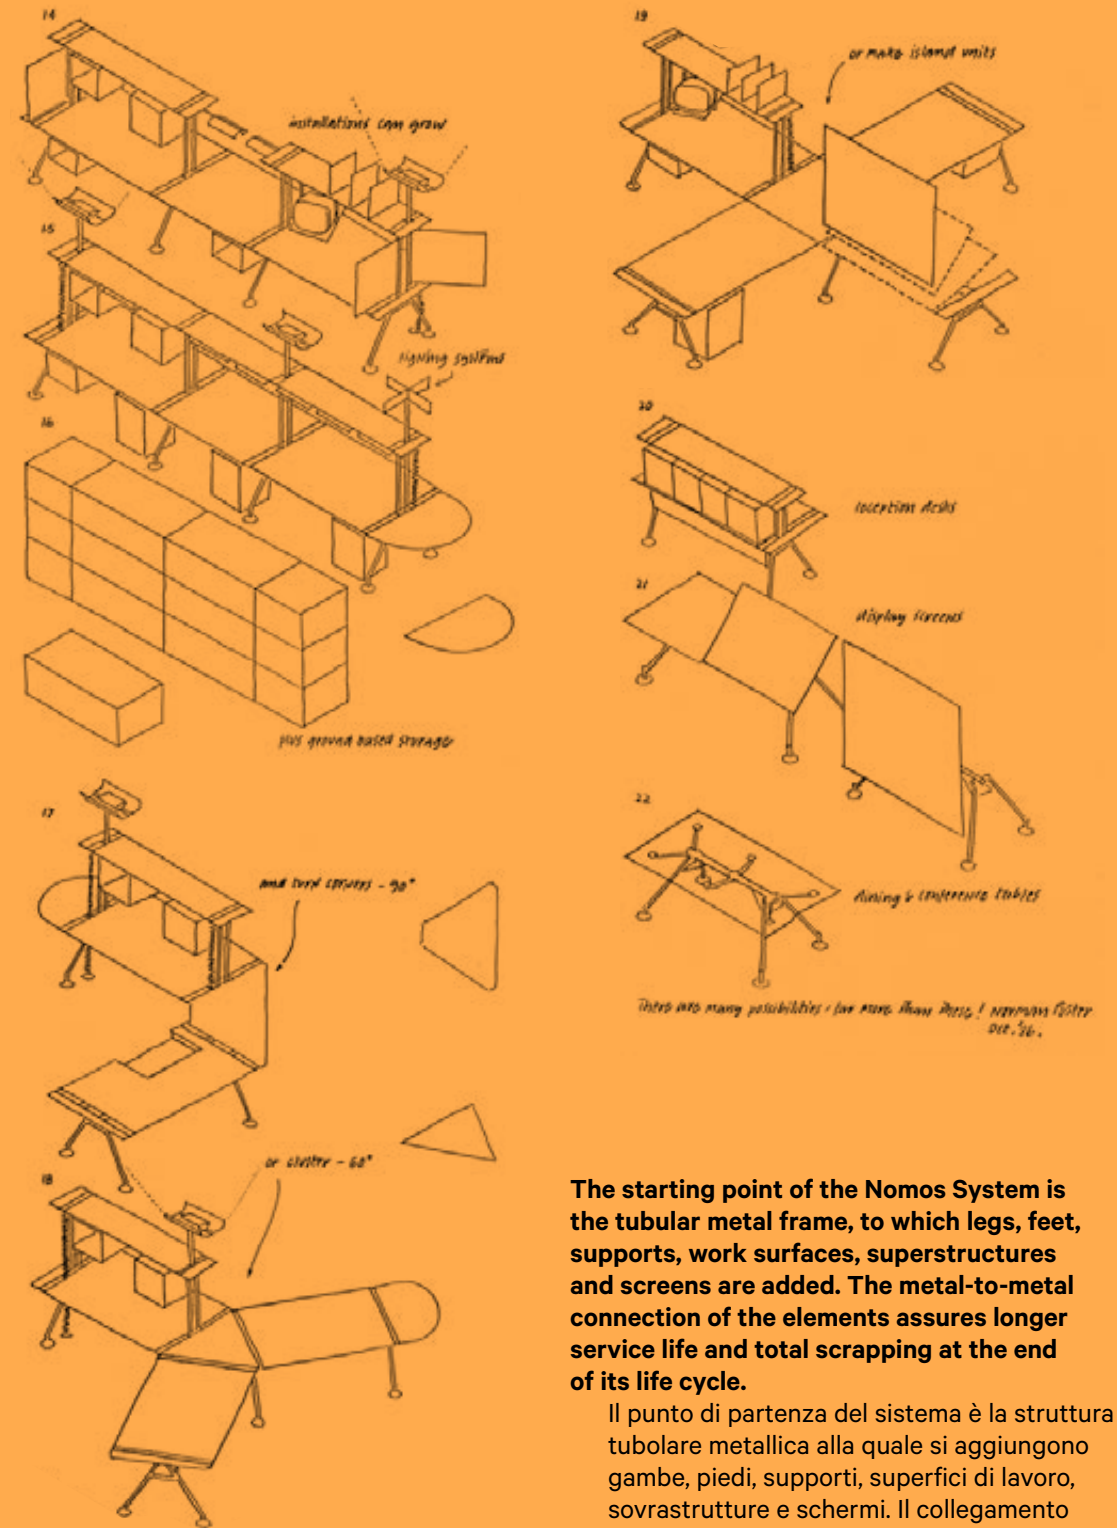 14
installations can grow
15
signing systems
16
plus ground based storage
17
and turn corners - 90°
or cluster - 60°
18
19
or make island units
20
reception desks
21
display screens
22
dining & conference tables
There are many possibilities - far more than these! Norman Foster
Oct. '86.
The starting point of the Nomos System is
the tubular metal frame, to which legs, feet,
supports, work surfaces, superstructures
and screens are added. The metal-to-metal
connection of the elements assures longer
service life and total scrapping at the end
of its life cycle.
Il punto di partenza del sistema è la struttura
tubolare metallica alla quale si aggiungono
gambe, piedi, supporti, superfici di lavoro,
sovrastrutture e schermi. Il collegamento